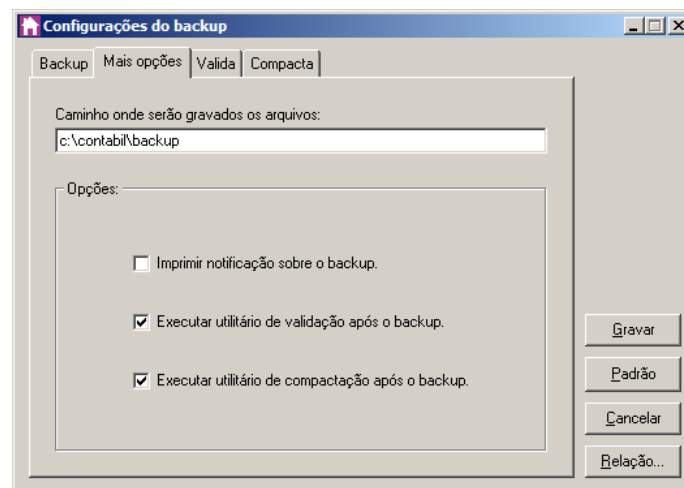 Configurações do backup
Backup Mais opções Valida Compacta
Caminho onde serão gravados os arquivos:
c:\contabil\backup
Opções:
Imprimir notificação sobre o backup.
Executar utilitário de validação após o backup.
Executar utilitário de compactação após o backup.
Gravar
Padrão
Cancelar
Relação...